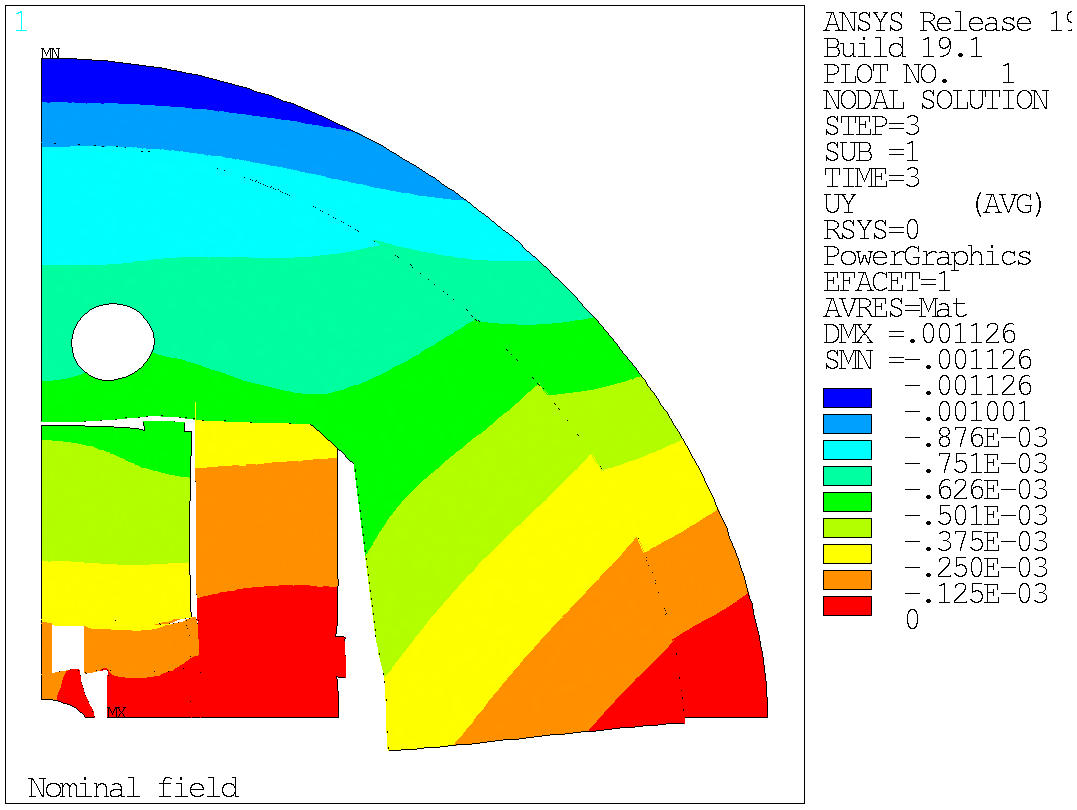 1
MN
ANSYS Release 19
Build 19.1
PLOT NO. 1
NODAL SOLUTION
STEP=3
SUB =1
TIME=3
UY (AVG)
RSYS=0
PowerGraphics
EFACET=1
AVRES=Mat
DMX =.001126
SMN =-.001126
-.001126
-.001001
-.876E-03
-.751E-03
-.626E-03
-.501E-03
-.375E-03
-.250E-03
-.125E-03
0
MX
Nominal field